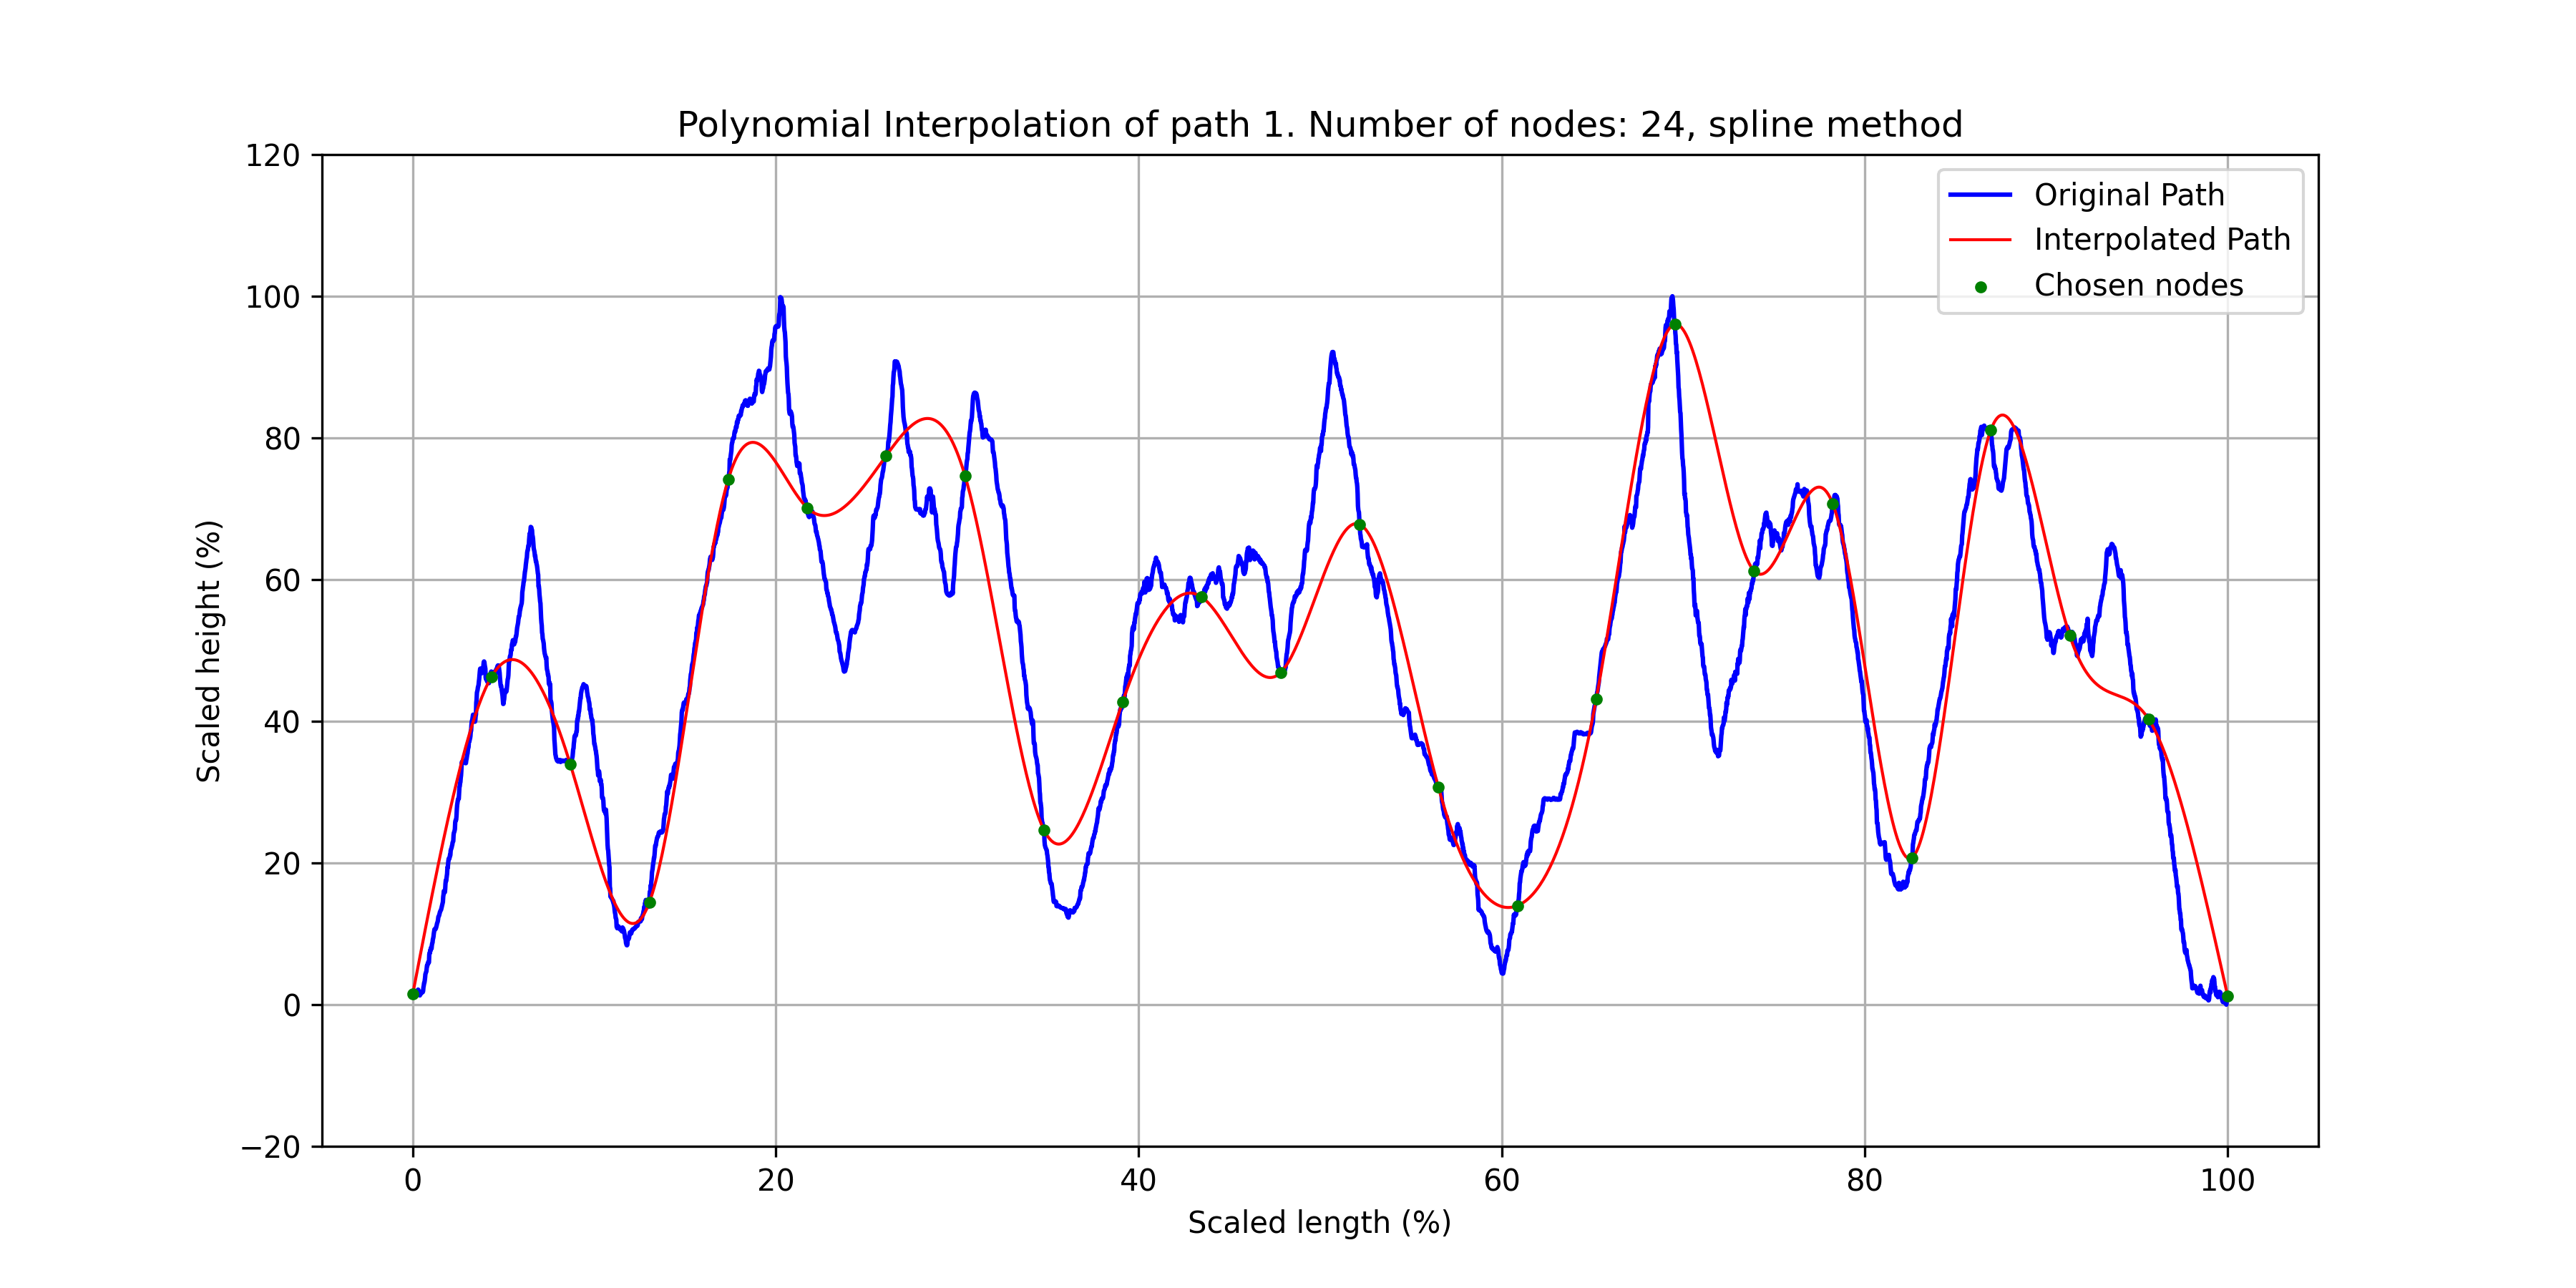 Polynomial Interpolation of path 1. Number of nodes: 24, spline method
120
100
80
60
40
20
0
−20
Scaled height (%)
Original Path
Interpolated Path
Chosen nodes
0 20 40 60 80 100
Scaled length (%)